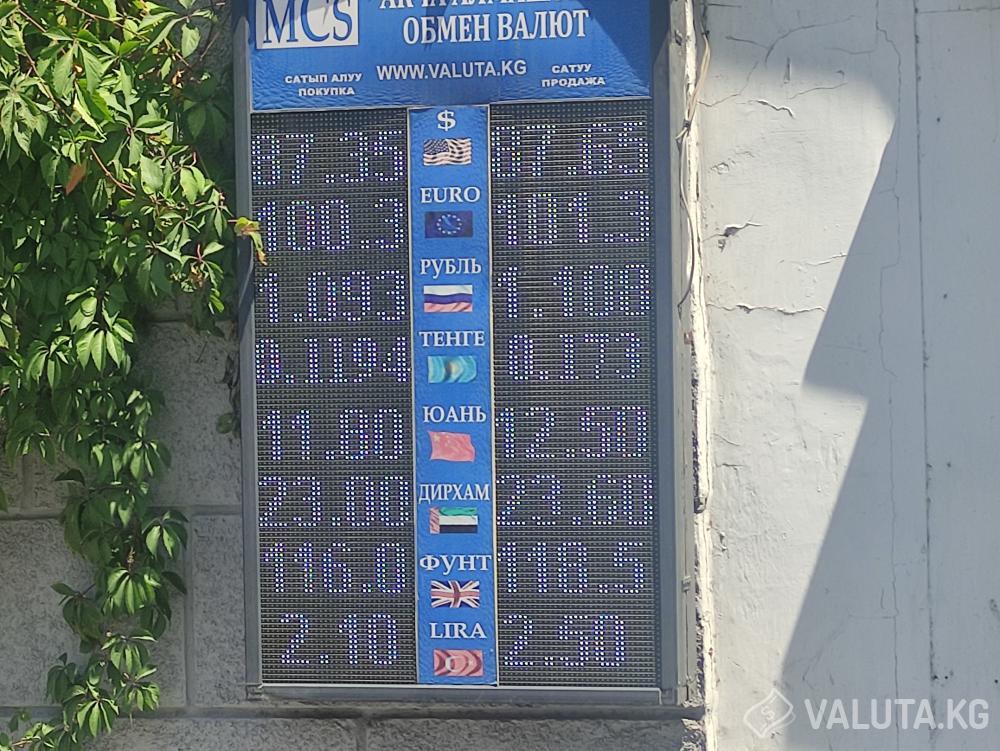 MCs
ОБМЕН ВАЛЮТ
САТЫП АЛУУ
ПОКУПКА
WWW.VALUTA.KG
САТУУ
ПРОДАЖА
87.35 $ 87.65
EURO
100.3 101.3
РУБЛЬ
1.093 1.108
ТЕНГЕ
0.1194 0.173
ЮАНЬ
11.90 12.50
ДИРХАМ
23.00 23.60
ФУНТ
116.0 118.5
LIRA
2.10 2.50
VALUTA.KG